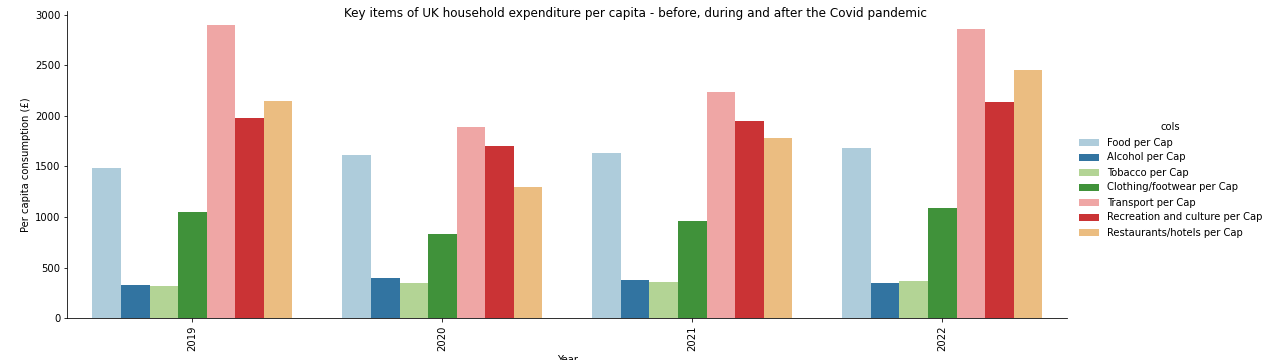 Key items of UK household expenditure per capita - before, during and after the Covid pandemic
Per capita consumption (£)
3000
2500
2000
1500
1000
500
0
2019
2020
2021
2022
Year
cols
Food per Cap
Alcohol per Cap
Tobacco per Cap
Clothing/footwear per Cap
Transport per Cap
Recreation and culture per Cap
Restaurants/hotels per Cap